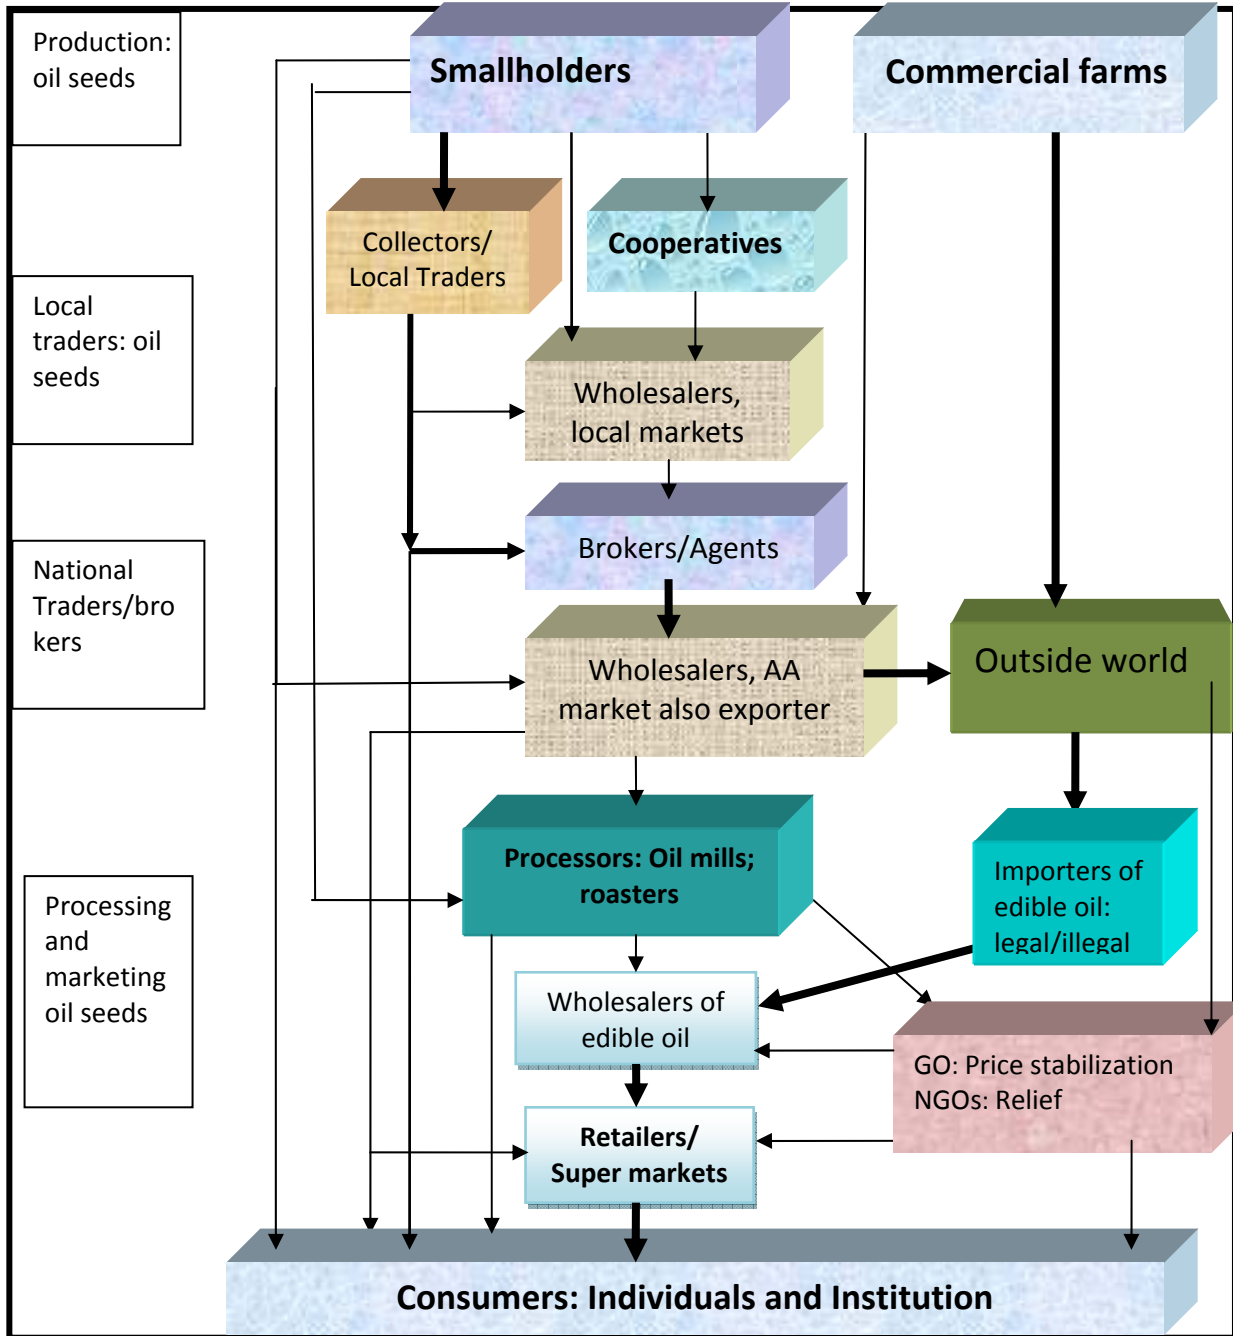 Production:
oil seeds
Smallholders
Commercial farms
Collectors/
Local Traders
Cooperatives
Local
traders: oil
seeds
Wholesalers,
local markets
National
Traders/bro
kers
Brokers/Agents
Wholesalers, AA
market also exporter
Outside world
Processors: Oil mills;
roasters
Importers of
edible oil:
legal/illegal
Processing
and
marketing
oil seeds
Wholesalers of
edible oil
GO: Price stabilization
NGOs: Relief
Retailers/
Super markets
Consumers: Individuals and Institution